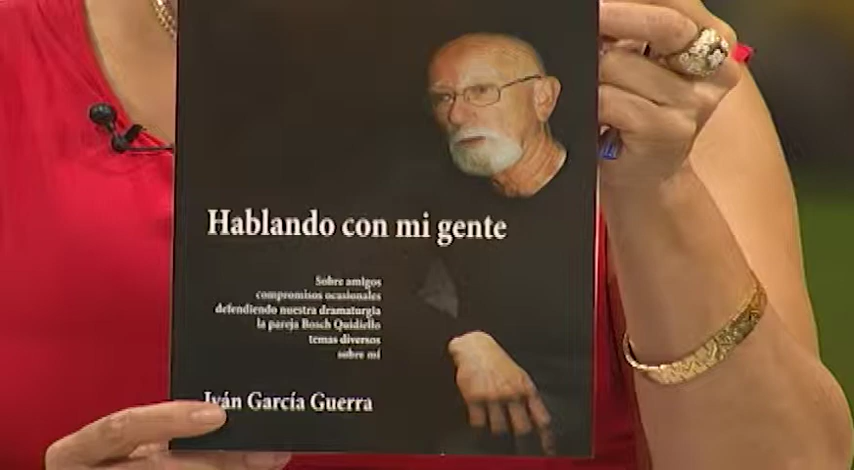 Hablando con mi gente
Sobre amigos
compromisos ocasionales
defendiendo nuestra dramaturgia
la pareja Bosch Quidiello
temas diversos
sobre mí
Iván García Guerra